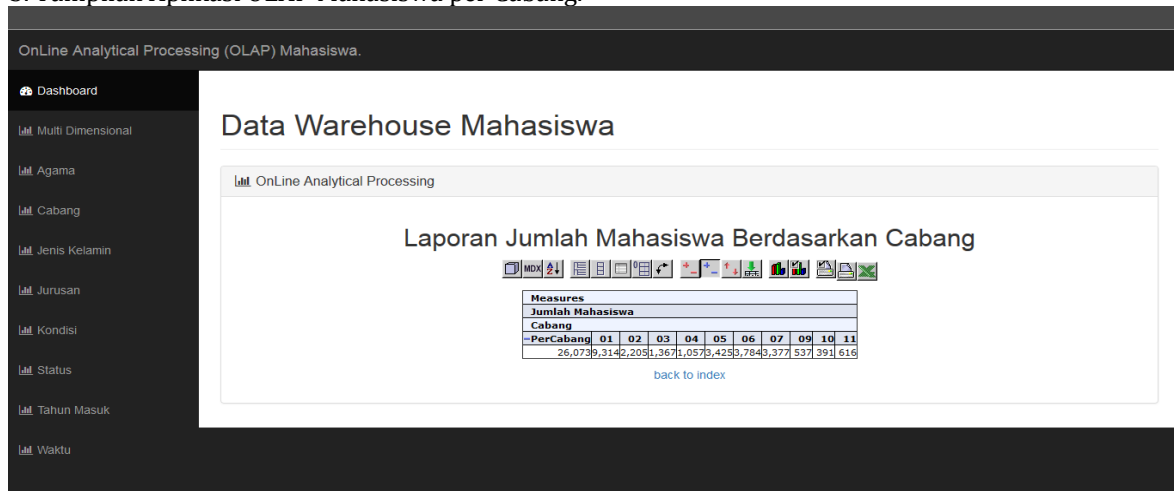 OnLine Analytical Processing (OLAP) Mahasiswa.
Dashboard
Multi Dimensional
Agama
Cabang
Jenis Kelamin
Jurusan
Kondisi
Status
Tahun Masuk
Waktu
Data Warehouse Mahasiswa
OnLine Analytical Processing
Laporan Jumlah Mahasiswa Berdasarkan Cabang
MDX
Measures
Jumlah Mahasiswa
Cabang
−PerCabang 01 02 03 04 05 06 07 09 10 11
26,073 9,314 2,205 1,367 1,057 3,425 3,784 3,377 537 391 616
back to index